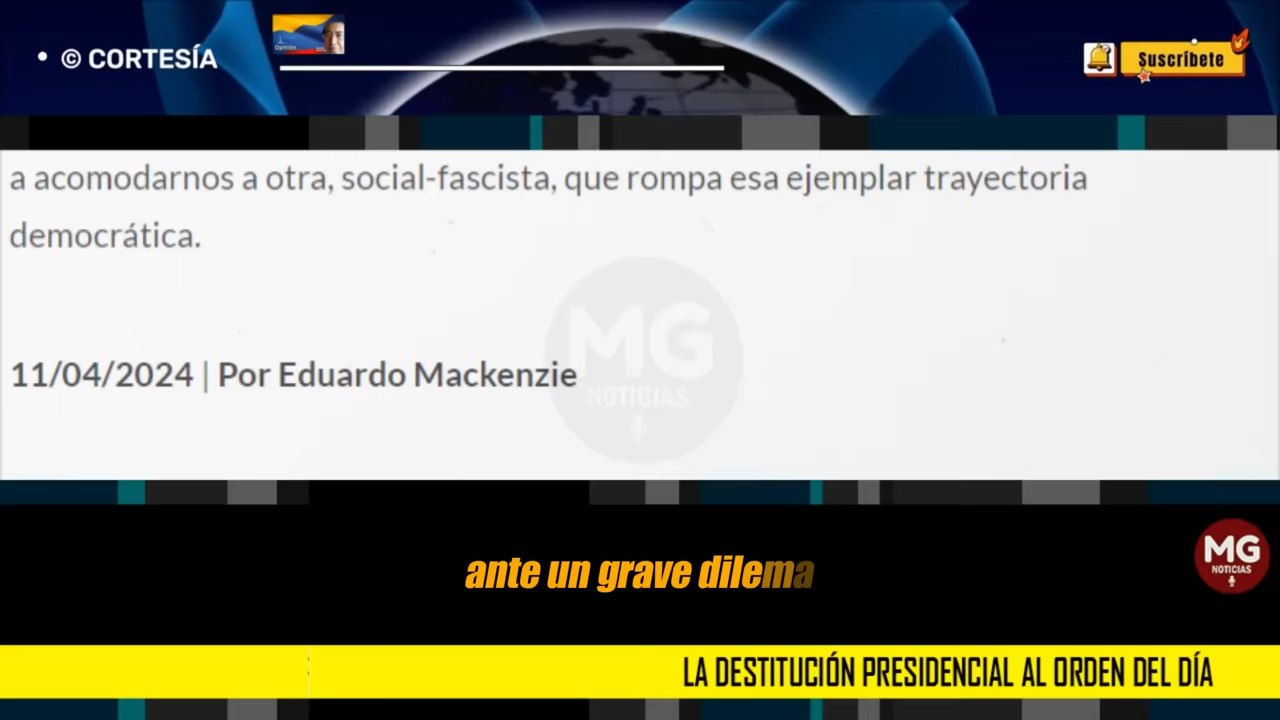 © CORTESÍA
Opinión
Suscríbete
a acomodarnos a otra, social-fascista, que rompa esa ejemplar trayectoria
democrática.
MG
NOTICIAS
11/04/2024 | Por Eduardo Mackenzie
ante un grave dilema
MG
NOTICIAS
LA DESTITUCIÓN PRESIDENCIAL AL ORDEN DEL DÍA